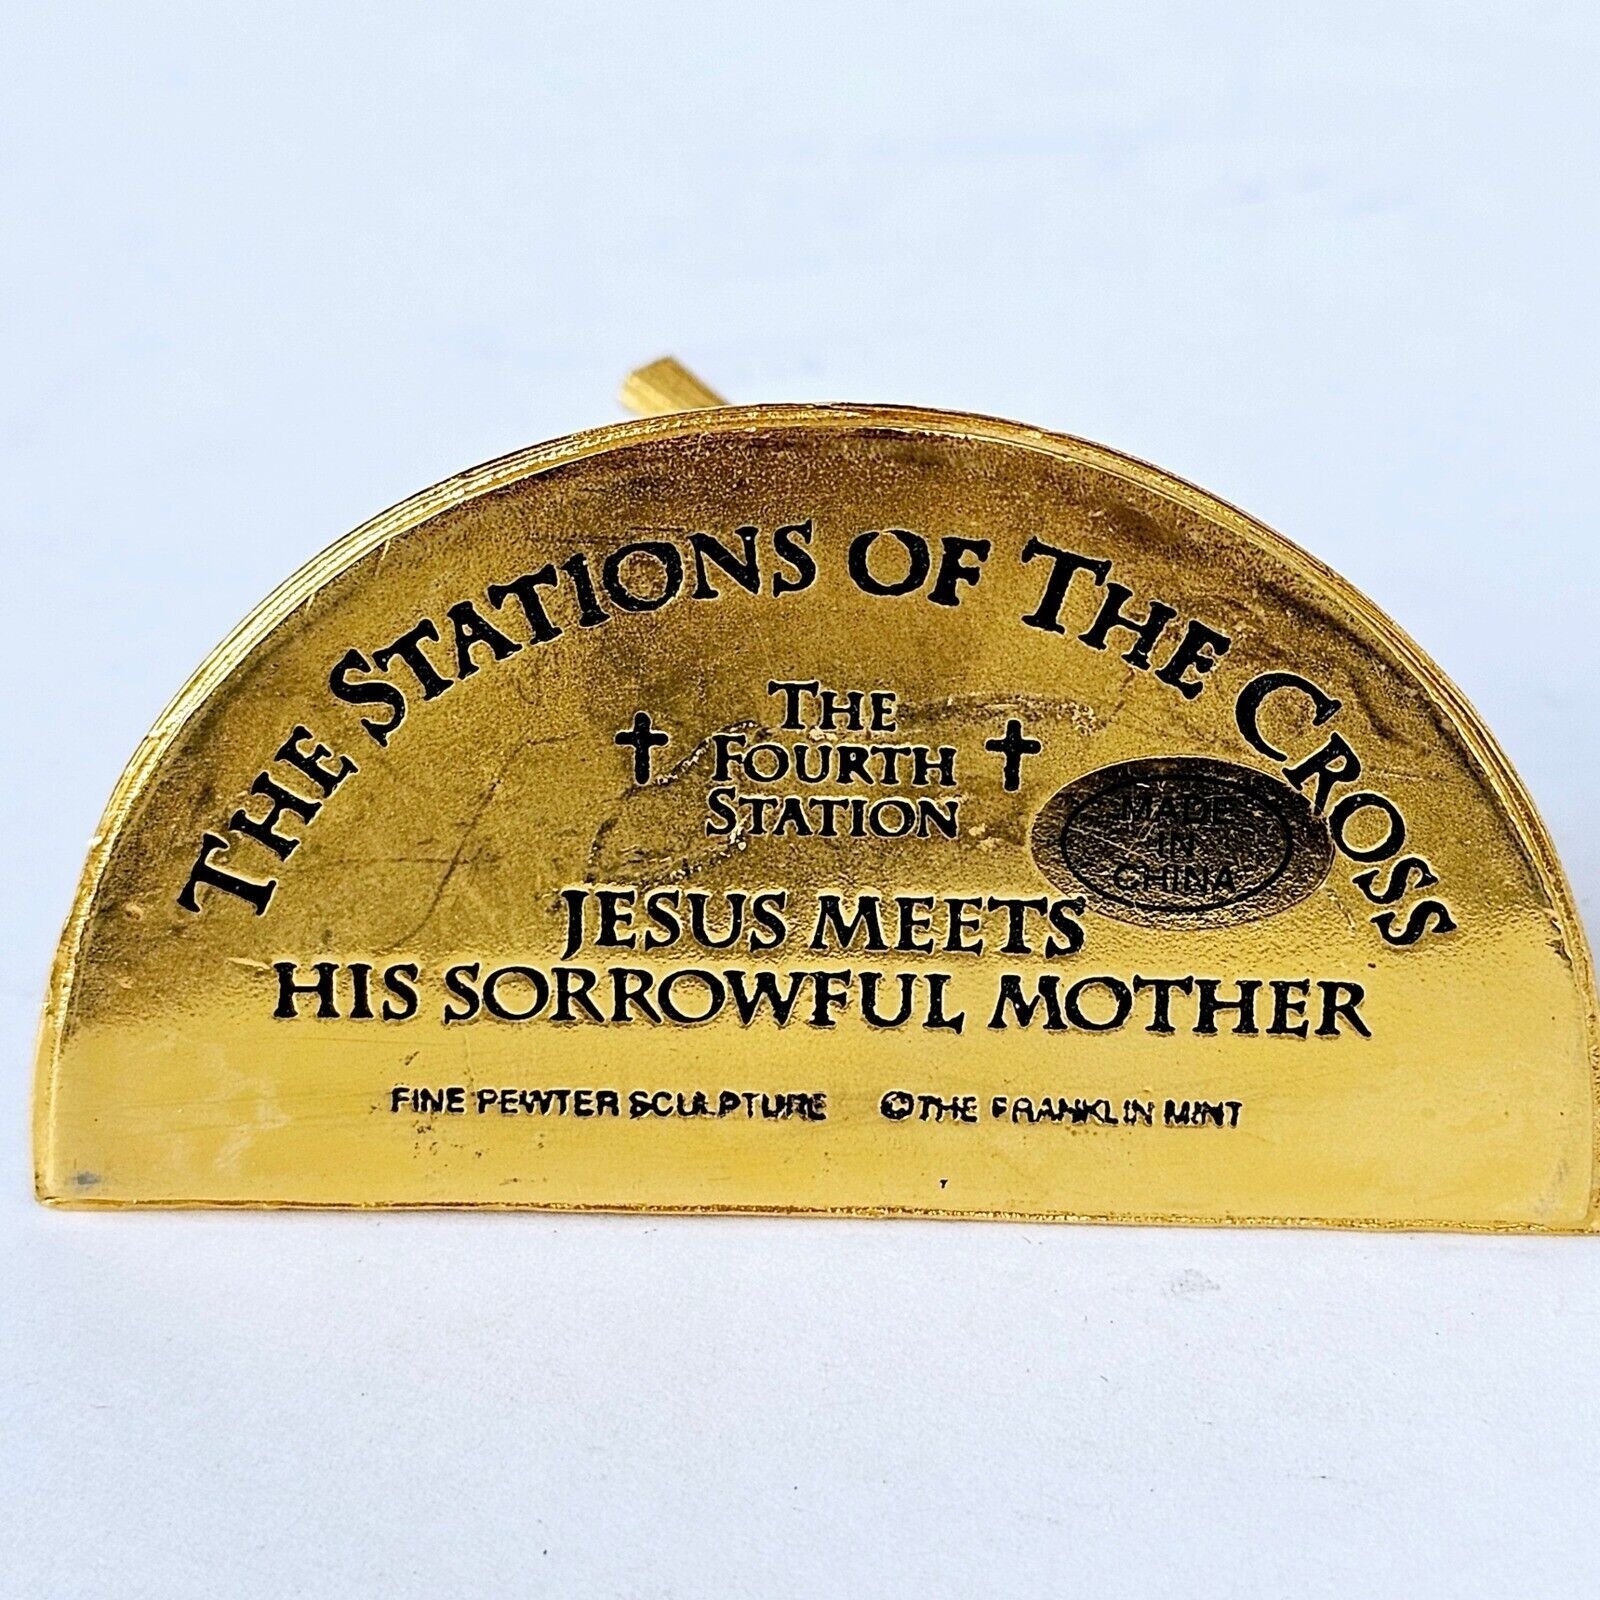 THE STATIONS OF THE CROSS
THE
FOURTH
STATION
MADE
IN
CHINA
JESUS MEETS
HIS SORROWFUL MOTHER
FINE PEWTER SCULPTURE ©THE FRANKLIN MINT